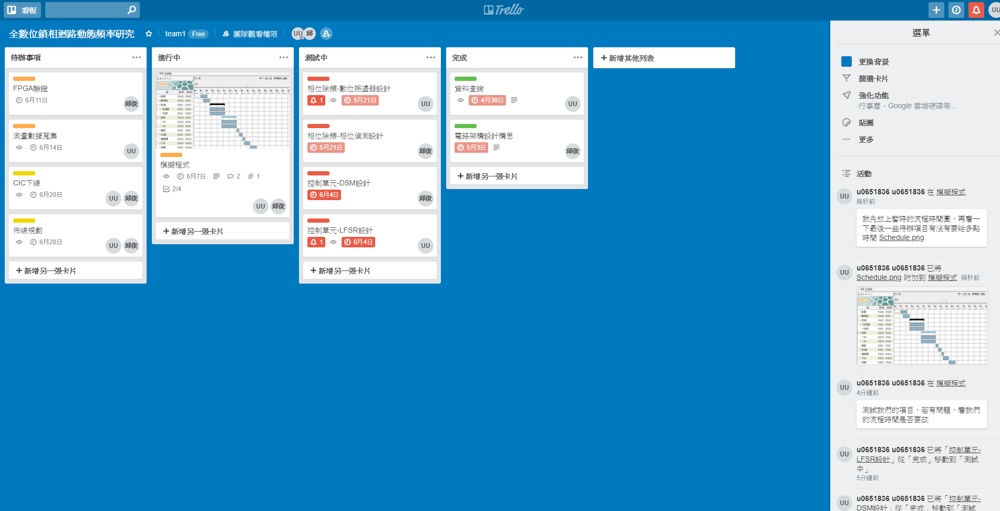 看板
Trello
UU
全數位鎖相迴路動態頻率研究
team1 Free
團隊觀看權限
UU 邱
待辦事項
FPGA驗證
6月11日
邱俊
測量數據蒐集
6月14日
UU
CIC下線
6月20日
UU 邱俊
佈線規劃
6月28日
UU 邱俊
+ 新增另一張卡片
進行中
模擬程式
6月7日 2 1
2/4
UU 邱俊
+ 新增另一張卡片
測試中
相位除頻-數位振盪器設計
1 5月21日
UU
相位除頻-相位偵測設計
5月21日
邱俊
控制單元-DSM設計
6月4日
邱俊
控制單元-LFSR設計
1 6月4日
UU
+ 新增另一張卡片
完成
資料查詢
4月30日
UU
電路架構設計構思
5月3日
邱俊
+ 新增另一張卡片
+ 新增其他列表
選單
更換背景
篩選卡片
強化功能
行事曆、Google 雲端硬碟等...
貼圖
更多
活動
UU
u0651836 u0651836 在 模擬程式
幾秒前
我先放上暫時的流程時間圖，再看一
下最後一些待辦項目有沒有要給多點
時間 Schedule.png
UU
u0651836 u0651836 已將
Schedule.png 附加到 模擬程式 幾秒前
UU
u0651836 u0651836 在 模擬程式
4分鐘前
測試我們的項目，若有問題，看我們
的流程時間是否要改
UU
u0651836 u0651836 已將「控制單元-
LFSR設計」從「完成」移動到「測試
中」
5分鐘前
UU
u0651836 u0651836 已將「控制單元-
DSM設計」從「完成」移動到「測試